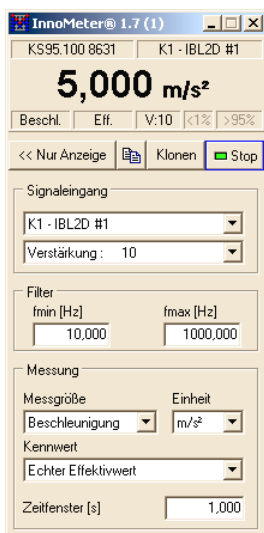 InnoMeter® 1.7 (1)
KS95.100 8631 K1 - IBL2D #1
5,000 m/s²
Beschl. Eff. V:10 <1% >95%
<< Nur Anzeige Klonen Stop
Signaleingang
K1 - IBL2D #1
Verstärkung : 10
Filter
fmin [Hz] fmax [Hz]
10,000 1000,000
Messung
Messgröße Einheit
Beschleunigung m/s²
Kennwert
Echter Effektivwert
Zeitfenster [s] 1,000